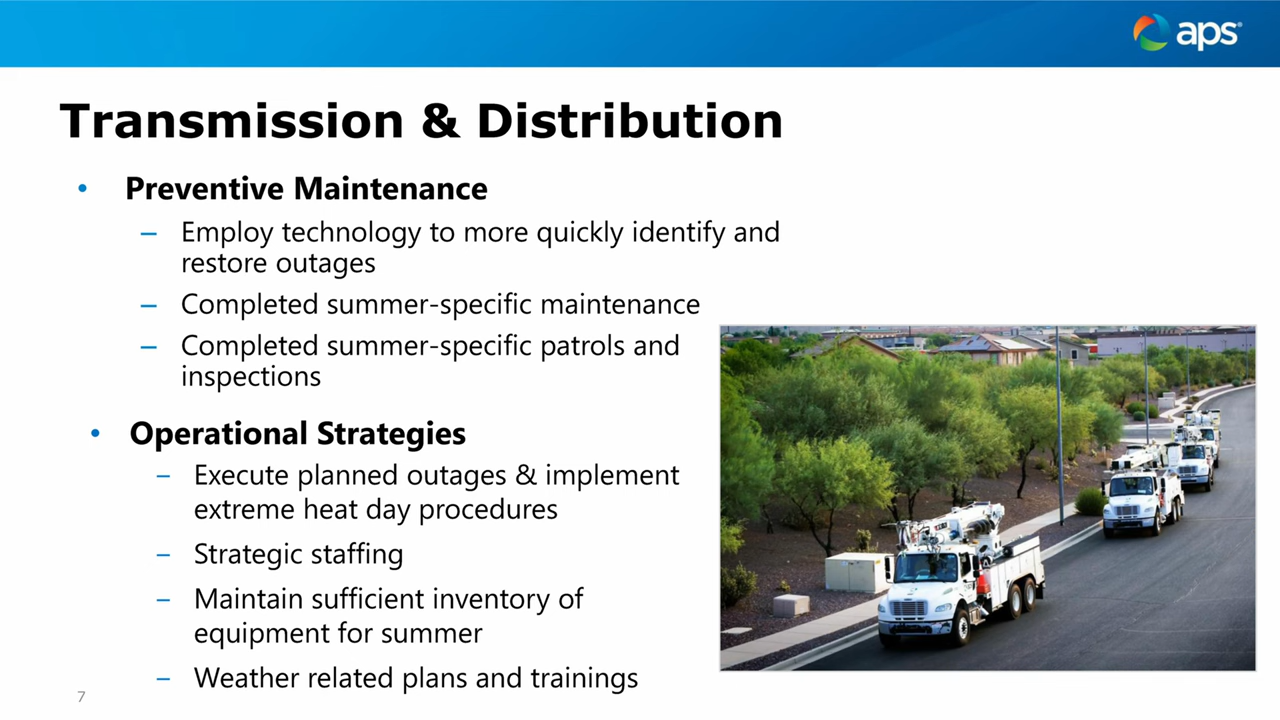 aps
Transmission & Distribution
• Preventive Maintenance
– Employ technology to more quickly identify and
restore outages
– Completed summer-specific maintenance
– Completed summer-specific patrols and
inspections
• Operational Strategies
– Execute planned outages & implement
extreme heat day procedures
– Strategic staffing
– Maintain sufficient inventory of
equipment for summer
– Weather related plans and trainings
7